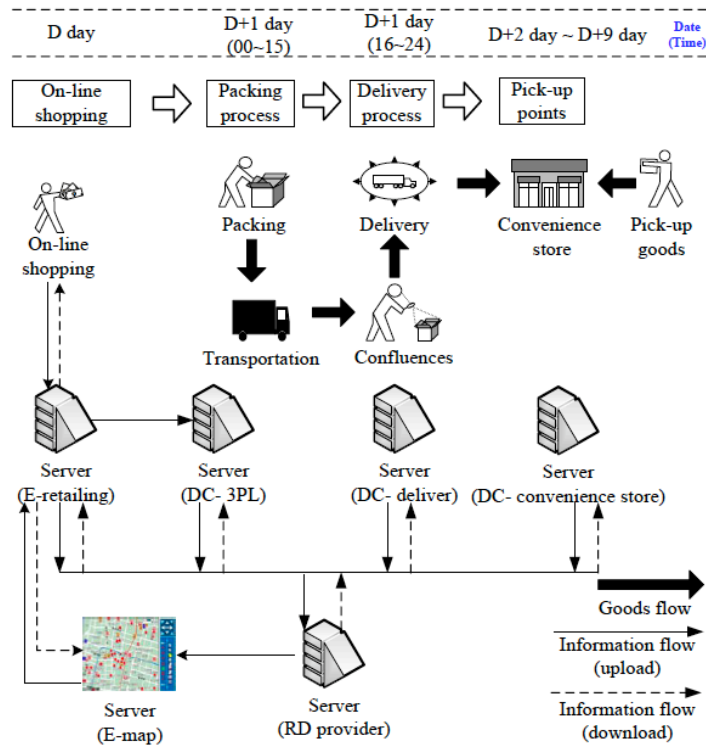 D day
D+1 day
(00~15)
D+1 day
(16~24)
D+2 day ~ D+9 day
Date
(Time)
On-line
shopping
Packing
process
Delivery
process
Pick-up
points
On-line
shopping
Packing
Delivery
Convenience
store
Pick-up
goods
Transportation
Confluences
Server
(E-retailing)
Server
(DC- 3PL)
Server
(DC- deliver)
Server
(DC- convenience store)
Goods flow
Information flow
(upload)
Information flow
(download)
Server
(E-map)
Server
(RD provider)